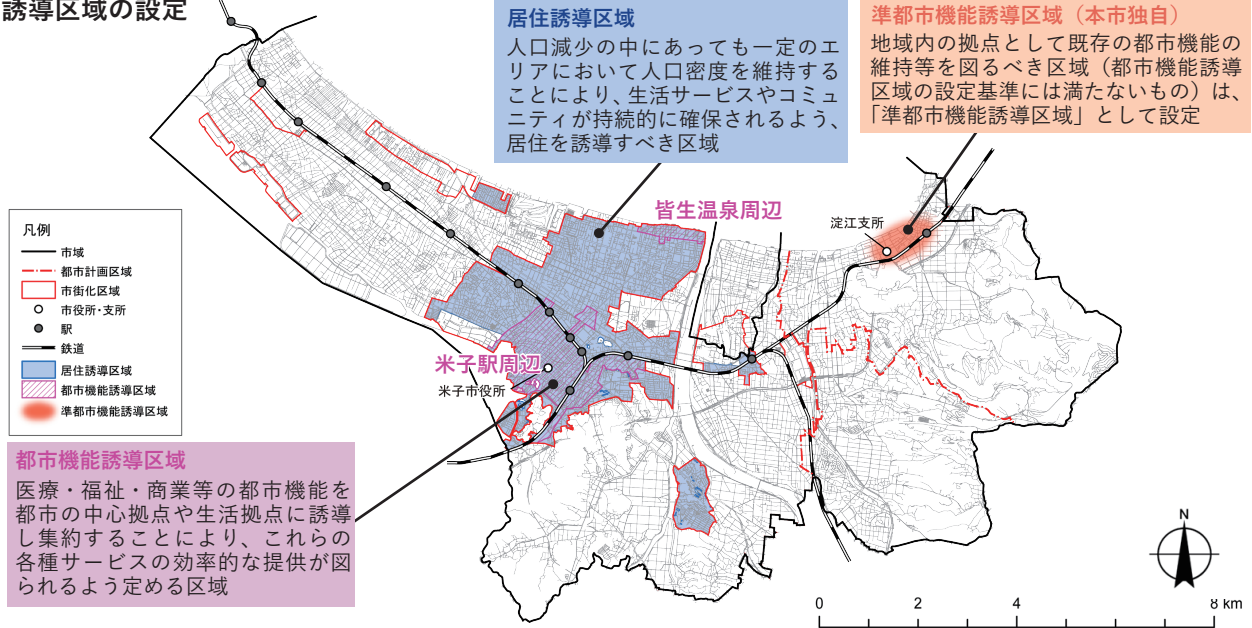 誘導区域の設定
居住誘導区域
人口減少の中にあっても一定のエ
リアにおいて人口密度を維持する
ことにより、生活サービスやコミュ
ニティが持続的に確保されるよう、
居住を誘導すべき区域
準都市機能誘導区域（本市独自）
地域内の拠点として既存の都市機能の
維持等を図るべき区域（都市機能誘導
区域の設定基準には満たないもの）は、
「準都市機能誘導区域」として設定
皆生温泉周辺
淀江支所
凡例
市域
都市計画区域
市街化区域
市役所・支所
駅
鉄道
居住誘導区域
都市機能誘導区域
準都市機能誘導区域
米子駅周辺
米子市役所
都市機能誘導区域
医療・福祉・商業等の都市機能を
都市の中心拠点や生活拠点に誘導
し集約することにより、これらの
各種サービスの効率的な提供が図
られるよう定める区域
N
0 2 4 8 km